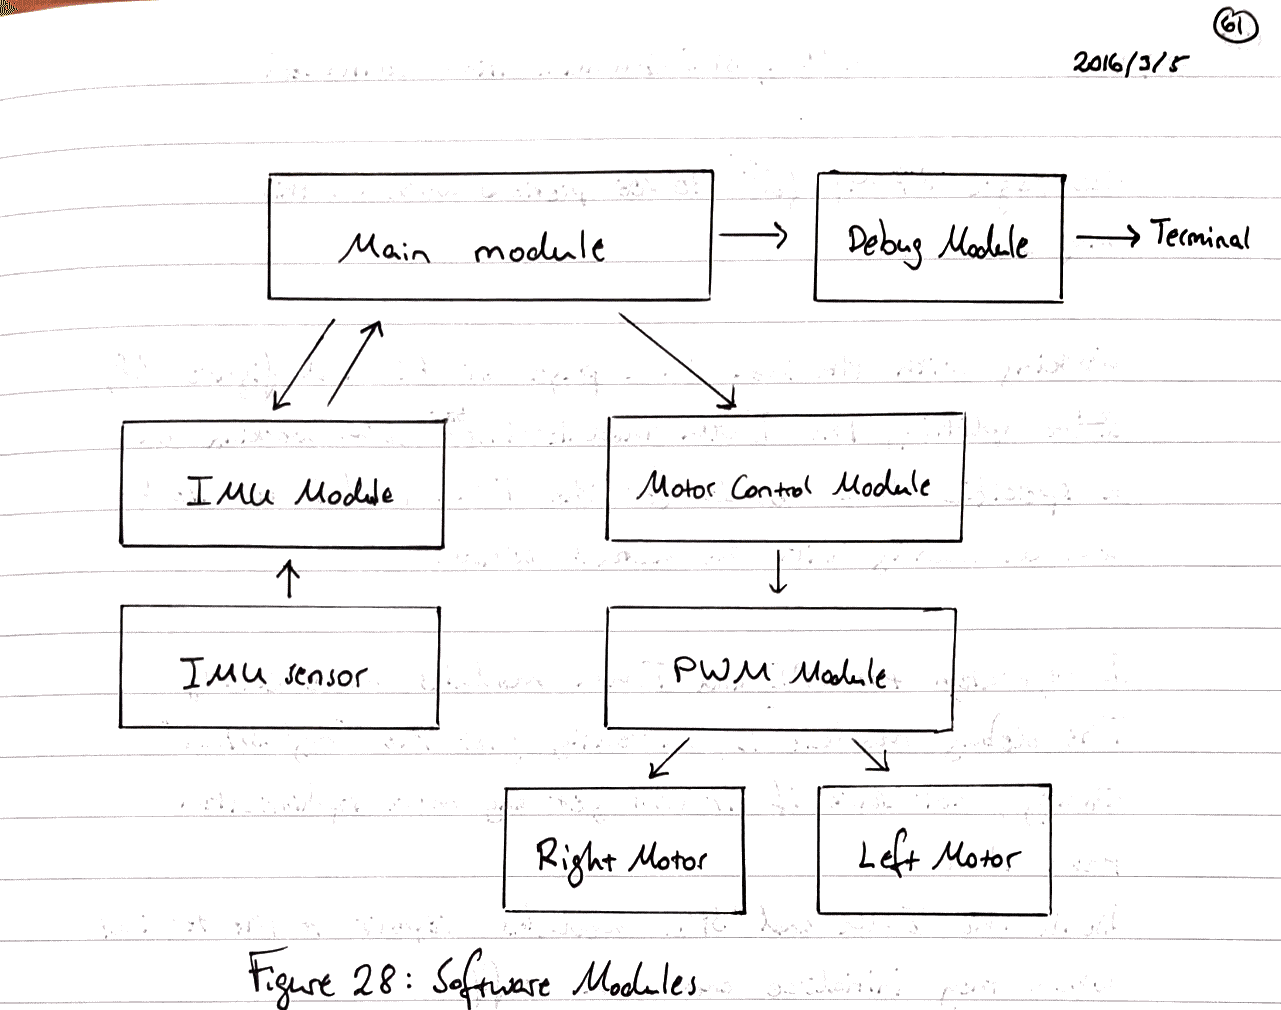 61
2016/3/5
Main module
Debug Module
Terminal
IMU Module
Motor Control Module
IMU sensor
PWM Module
Right Motor
Left Motor
Figure 28: Software Modules